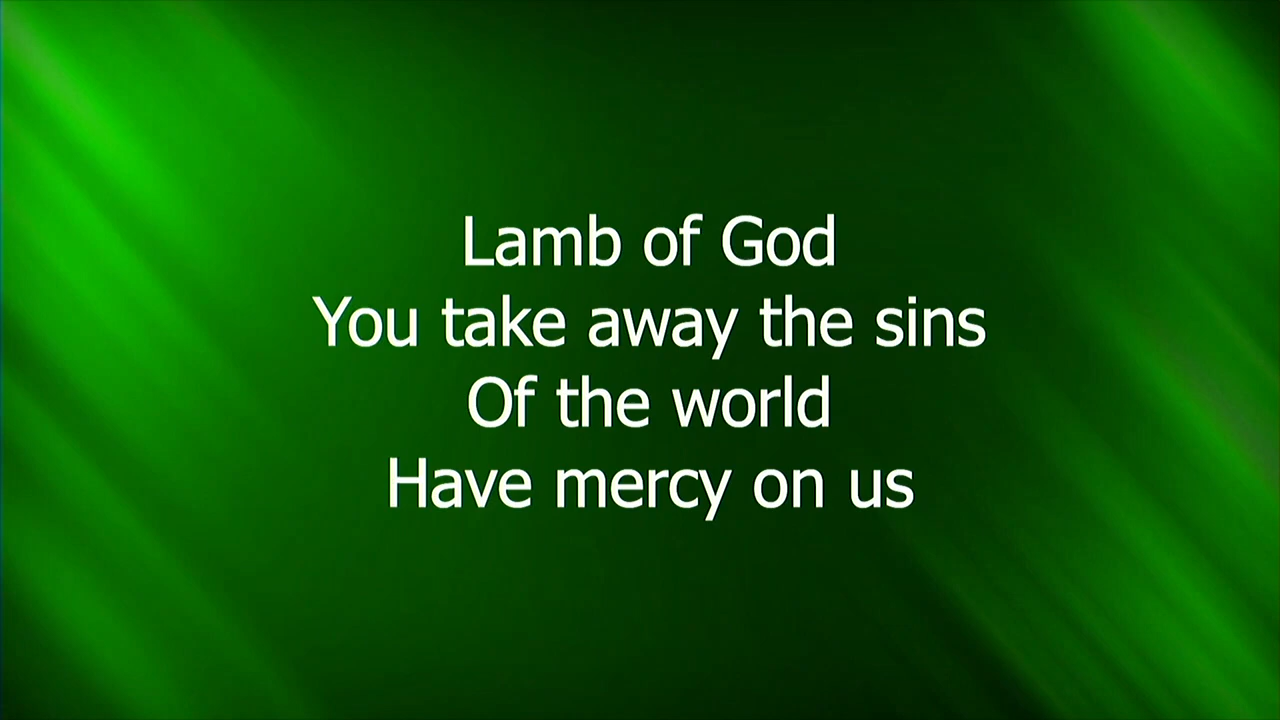 Lamb of God
You take away the sins
Of the world
Have mercy on us